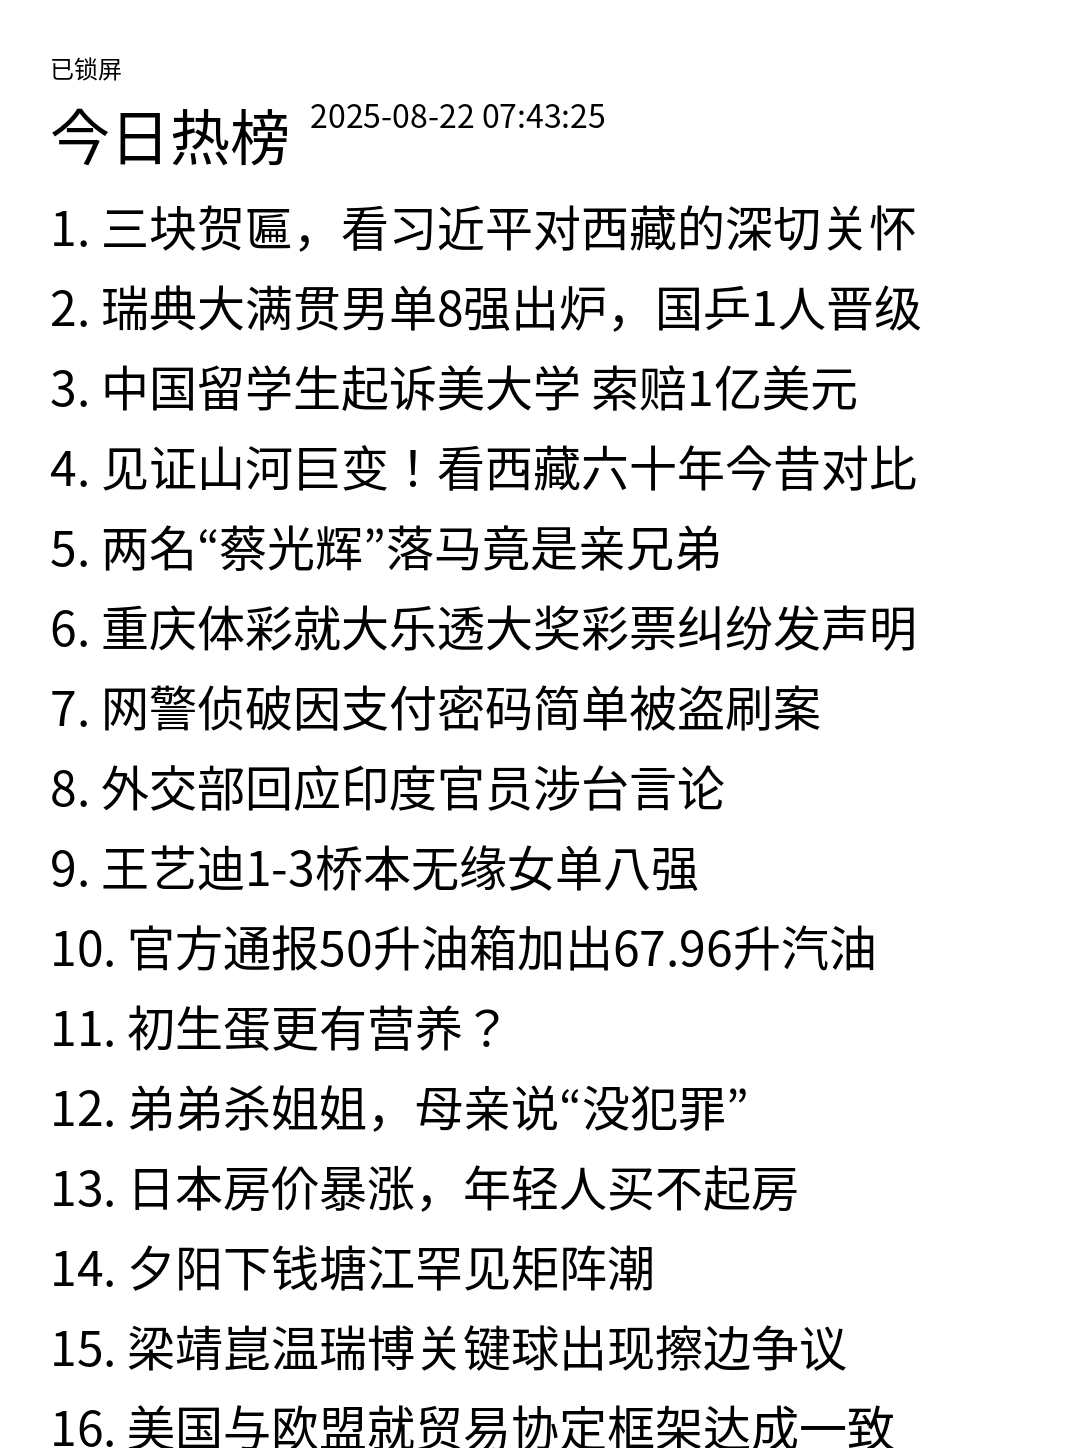 已锁屏
今日热榜 2025-08-22 07:43:25
1. 三块贺匾，看习近平对西藏的深切关怀
2. 瑞典大满贯男单8强出炉，国乒1人晋级
3. 中国留学生起诉美大学 索赔1亿美元
4. 见证山河巨变！看西藏六十年今昔对比
5. 两名“蔡光辉”落马竟是亲兄弟
6. 重庆体彩就大乐透大奖彩票纠纷发声明
7. 网警侦破因支付密码简单被盗刷案
8. 外交部回应印度官员涉台言论
9. 王艺迪1-3桥本无缘女单八强
10. 官方通报50升油箱加出67.96升汽油
11. 初生蛋更有营养？
12. 弟弟杀姐姐，母亲说“没犯罪”
13. 日本房价暴涨，年轻人买不起房
14. 夕阳下钱塘江罕见矩阵潮
15. 梁靖崑温瑞博关键球出现擦边争议
16. 美国与欧盟就贸易协定框架达成一致